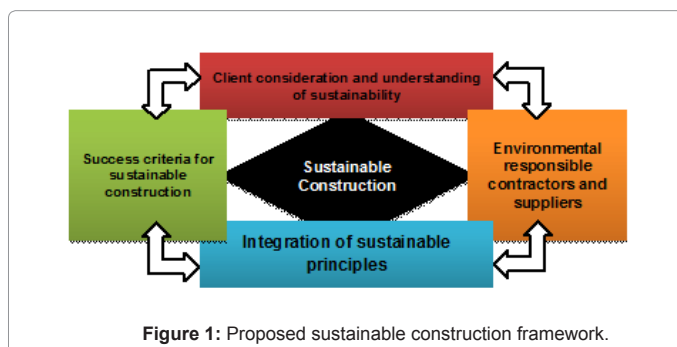 Client consideration and understanding
of sustainability
Success criteria for
sustainable
construction
Sustainable
Construction
Environmental
responsible
contractors and
suppliers
Integration of sustainable
principles
Figure 1: Proposed sustainable construction framework.